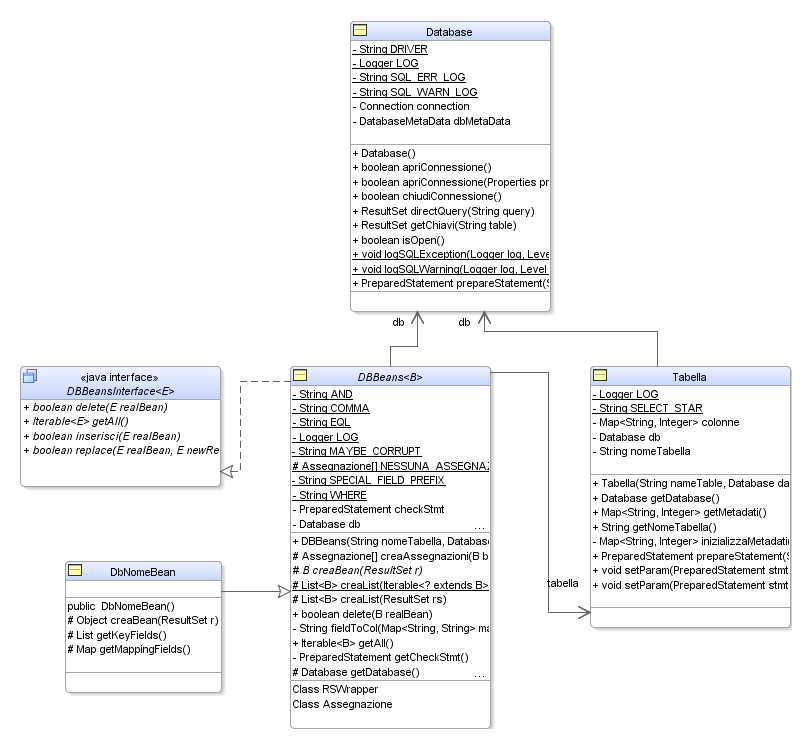 Database
- String DRIVER
- Logger LOG
- String SQL_ERR_LOG
- String SQL_WARN_LOG
- Connection connection
- DatabaseMetaData dbMetaData
+ Database()
+ boolean apriConnessione()
+ boolean apriConnessione(Properties pr
+ boolean chiudiConnessione()
+ ResultSet directQuery(String query)
+ ResultSet getChiavi(String table)
+ boolean isOpen()
+ void logSQLException(Logger log, Leve
+ void logSQLWarning(Logger log, Level
+ PreparedStatement prepareStatement(S
db
db
«java interface»
DBBeansInterface<E>
+ boolean delete(E realBean)
+ Iterable<E> getAll()
+ boolean inserisci(E realBean)
+ boolean replace(E realBean, E newRe
DBBeans<B>
- String AND
- String COMMA
- String EQL
- Logger LOG
- String MAYBE_CORRUPT
# Assegnazione[] NESSUNA_ASSEGNAZ
- String SPECIAL_FIELD_PREFIX
- String WHERE
- PreparedStatement checkStmt
- Database db ...
+ DBBeans(String nomeTabella, Databas
# Assegnazione[] creaAssegnazioni(B b
# B creaBean(ResultSet r)
# List<B> creaList(Iterable<? extends B>
# List<B> creaList(ResultSet rs)
+ boolean delete(B realBean)
- String fieldToCol(Map<String, String> ma
+ Iterable<B> getAll()
- PreparedStatement getCheckStmt()
# Database getDatabase() ...
Class RSWrapper
Class Assegnazione
Tabella
- Logger LOG
- String SELECT_STAR
- Map<String, Integer> colonne
- Database db
- String nomeTabella
+ Tabella(String nameTable, Database da
+ Database getDatabase()
+ Map<String, Integer> getMetadati()
+ String getNomeTabella()
- Map<String, Integer> inizializzaMetadati
+ PreparedStatement prepareStatement(S
+ void setParam(PreparedStatement stmt
+ void setParam(PreparedStatement stmt
tabella
DbNomeBean
public DbNomeBean()
# Object creaBean(ResultSet r)
# List getKeyFields()
# Map getMappingFields()